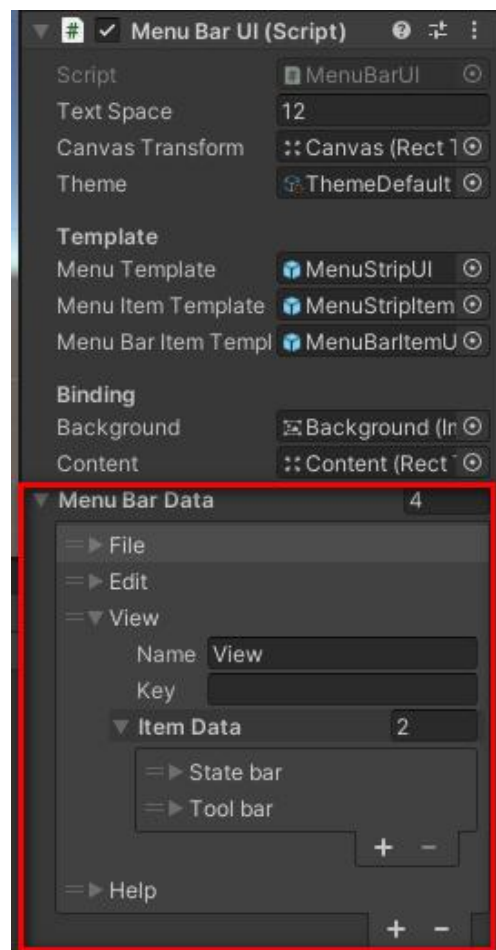 Menu Bar UI (Script)
Script MenuBarUI
Text Space 12
Canvas Transform Canvas (Rect T
Theme ThemeDefault
Template
Menu Template MenuStripUI
Menu Item Template MenuStripItem
Menu Bar Item Templ MenuBarItemU
Binding
Background Background (Im
Content Content (Rect T
Menu Bar Data 4
File
Edit
View
Name View
Key
Item Data 2
State bar
Tool bar
+ -
Help
+ -